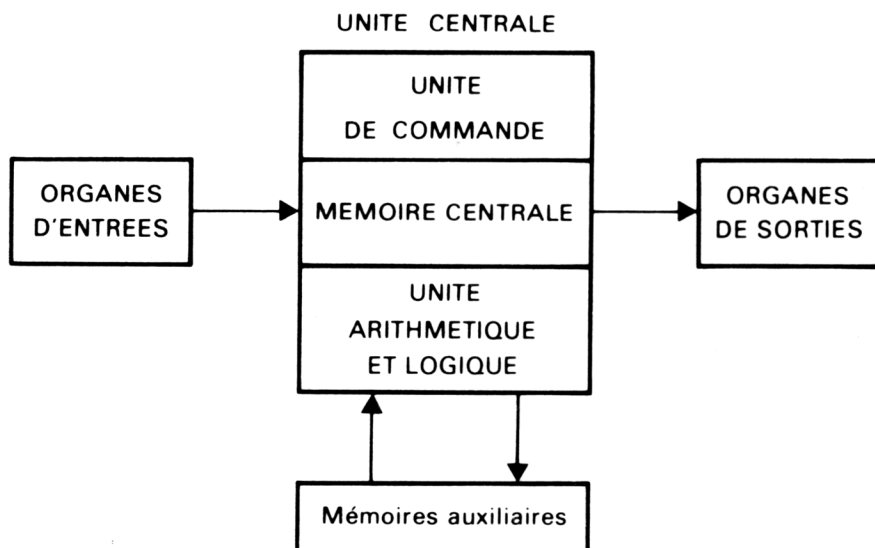 UNITE CENTRALE
UNITE
DE COMMANDE
ORGANES
D'ENTREES
MEMOIRE CENTRALE
ORGANES
DE SORTIES
UNITE
ARITHMETIQUE
ET LOGIQUE
Mémoires auxiliaires